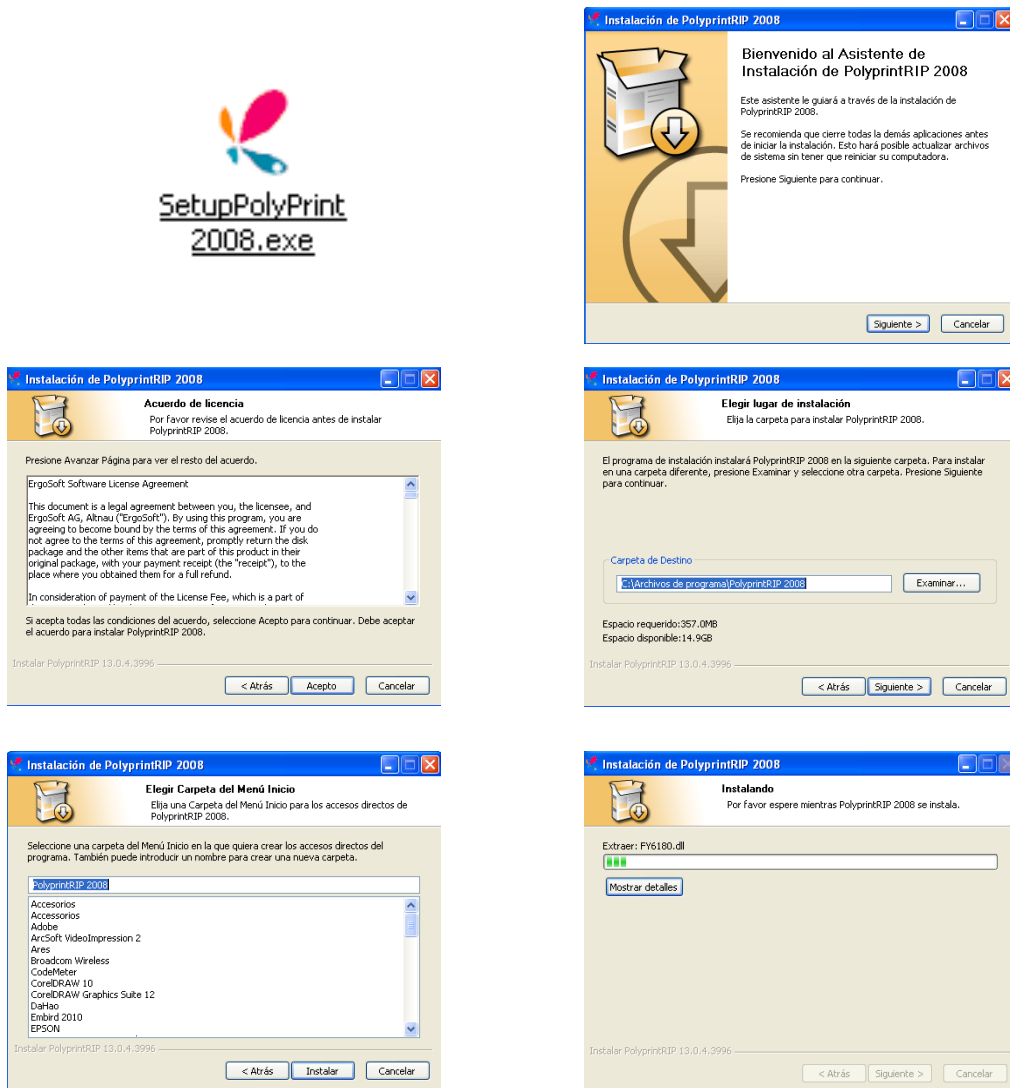 SetupPolyPrint
2008.exe
Instalación de PolyprintRIP 2008
Bienvenido al Asistente de
Instalación de PolyprintRIP 2008
Este asistente le guiará a través de la instalación de
PolyprintRIP 2008.
Se recomienda que cierre todas la demás aplicaciones antes
de iniciar la instalación. Esto hará posible actualizar archivos
de sistema sin tener que reiniciar su computadora.
Presione Siguiente para continuar.
Siguiente >
Cancelar
Instalación de PolyprintRIP 2008
Acuerdo de licencia
Por favor revise el acuerdo de licencia antes de instalar
PolyprintRIP 2008.
Presione Avanzar Página para ver el resto del acuerdo.
ErgoSoft Software License Agreement
This document is a legal agreement between you, the licensee, and
ErgoSoft AG, Altnau ("ErgoSoft"). By using this program, you are
agreeing to become bound by the terms of this agreement. If you do
not agree to the terms of this agreement, promptly return the disk
package and the other items that are part of this product in their
original package, with your payment receipt (the "receipt"), to the
place where you obtained them for a full refund.
In consideration of payment of the License Fee, which is a part of
Si acepta todas las condiciones del acuerdo, seleccione Acepto para continuar. Debe aceptar
el acuerdo para instalar PolyprintRIP 2008.
Instalar PolyprintRIP 13.0.4.3996
< Atrás
Acepto
Cancelar
Instalación de PolyprintRIP 2008
Elegir lugar de instalación
Elija la carpeta para instalar PolyprintRIP 2008.
El programa de instalación instalará PolyprintRIP 2008 en la siguiente carpeta. Para instalar
en una carpeta diferente, presione Examinar y seleccione otra carpeta. Presione Siguiente
para continuar.
Carpeta de Destino
C:\Archivos de programa\PolyprintRIP 2008
Examinar...
Espacio requerido:357.0MB
Espacio disponible:14.9GB
Instalar PolyprintRIP 13.0.4.3996
< Atrás
Siguiente >
Cancelar
Instalación de PolyprintRIP 2008
Elegir Carpeta del Menú Inicio
Elija una Carpeta del Menú Inicio para los accesos directos de
PolyprintRIP 2008.
Seleccione una carpeta del Menú Inicio en la que quiera crear los accesos directos del
programa. También puede introducir un nombre para crear una nueva carpeta.
PolyprintRIP 2008
Accesorios
Accessorios
Adobe
ArcSoft VideoImpression 2
Ares
Broadcom Wireless
CodeMeter
CorelDRAW 10
CorelDRAW Graphics Suite 12
DaHao
Embird 2010
EPSON
Instalar PolyprintRIP 13.0.4.3996
< Atrás
Instalar
Cancelar
Instalación de PolyprintRIP 2008
Instalando
Por favor espere mientras PolyprintRIP 2008 se instala.
Extraer: FY6180.dll
Mostrar detalles
Instalar PolyprintRIP 13.0.4.3996
< Atrás
Siguiente >
Cancelar